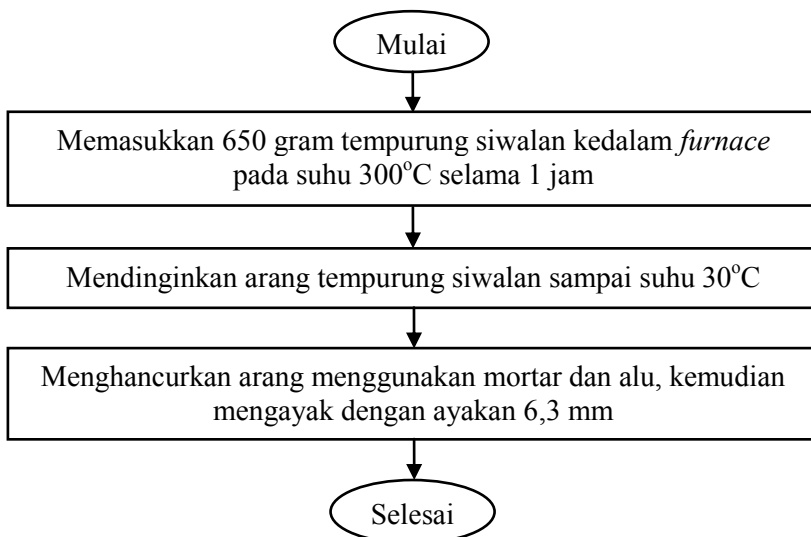 Mulai
Memasukkan 650 gram tempurung siwalan kedalam furnace
pada suhu 300°C selama 1 jam
Mendinginkan arang tempurung siwalan sampai suhu 30°C
Menghancurkan arang menggunakan mortar dan alu, kemudian
mengayak dengan ayakan 6,3 mm
Selesai